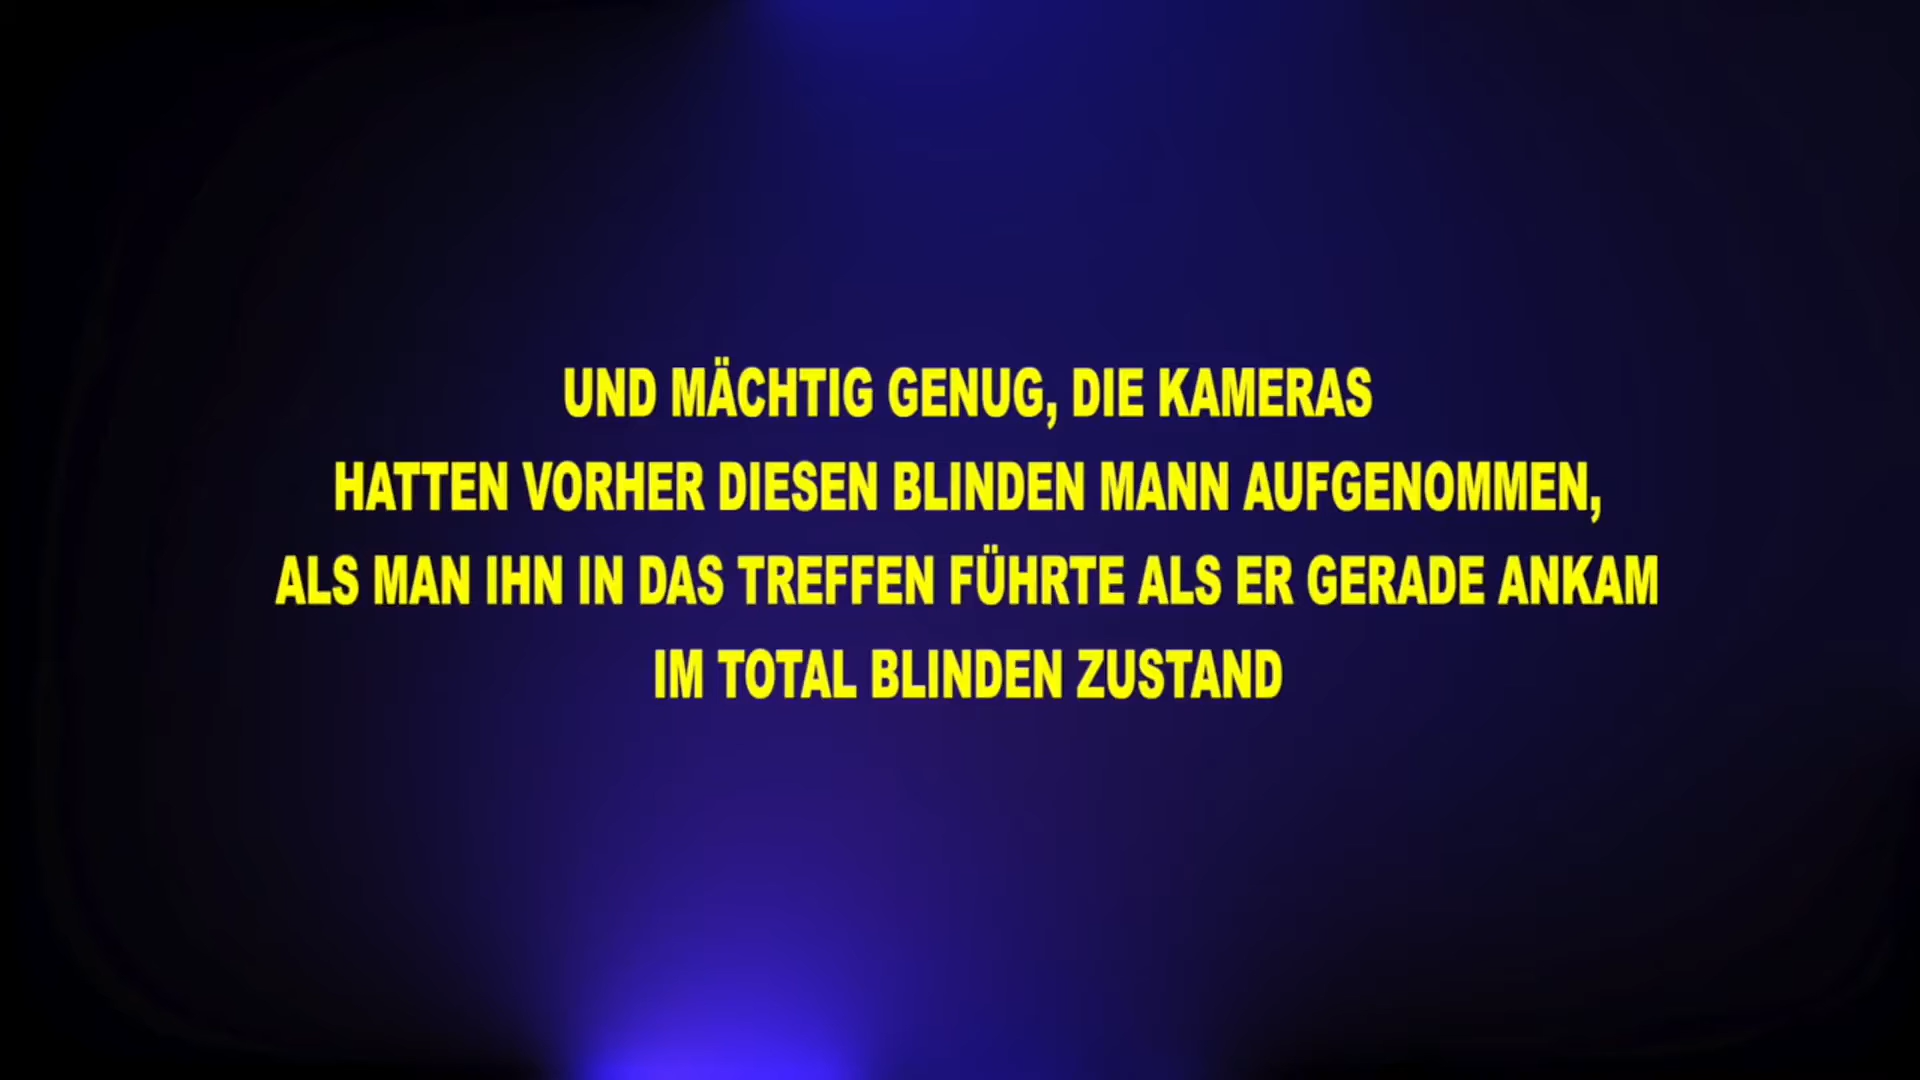 UND MÄCHTIG GENUG, DIE KAMERAS
HATTEN VORHER DIESEN BLINDEN MANN AUFGENOMMEN,
ALS MAN IHN IN DAS TREFFEN FÜHRTE ALS ER GERADE ANKAM
IM TOTAL BLINDEN ZUSTAND